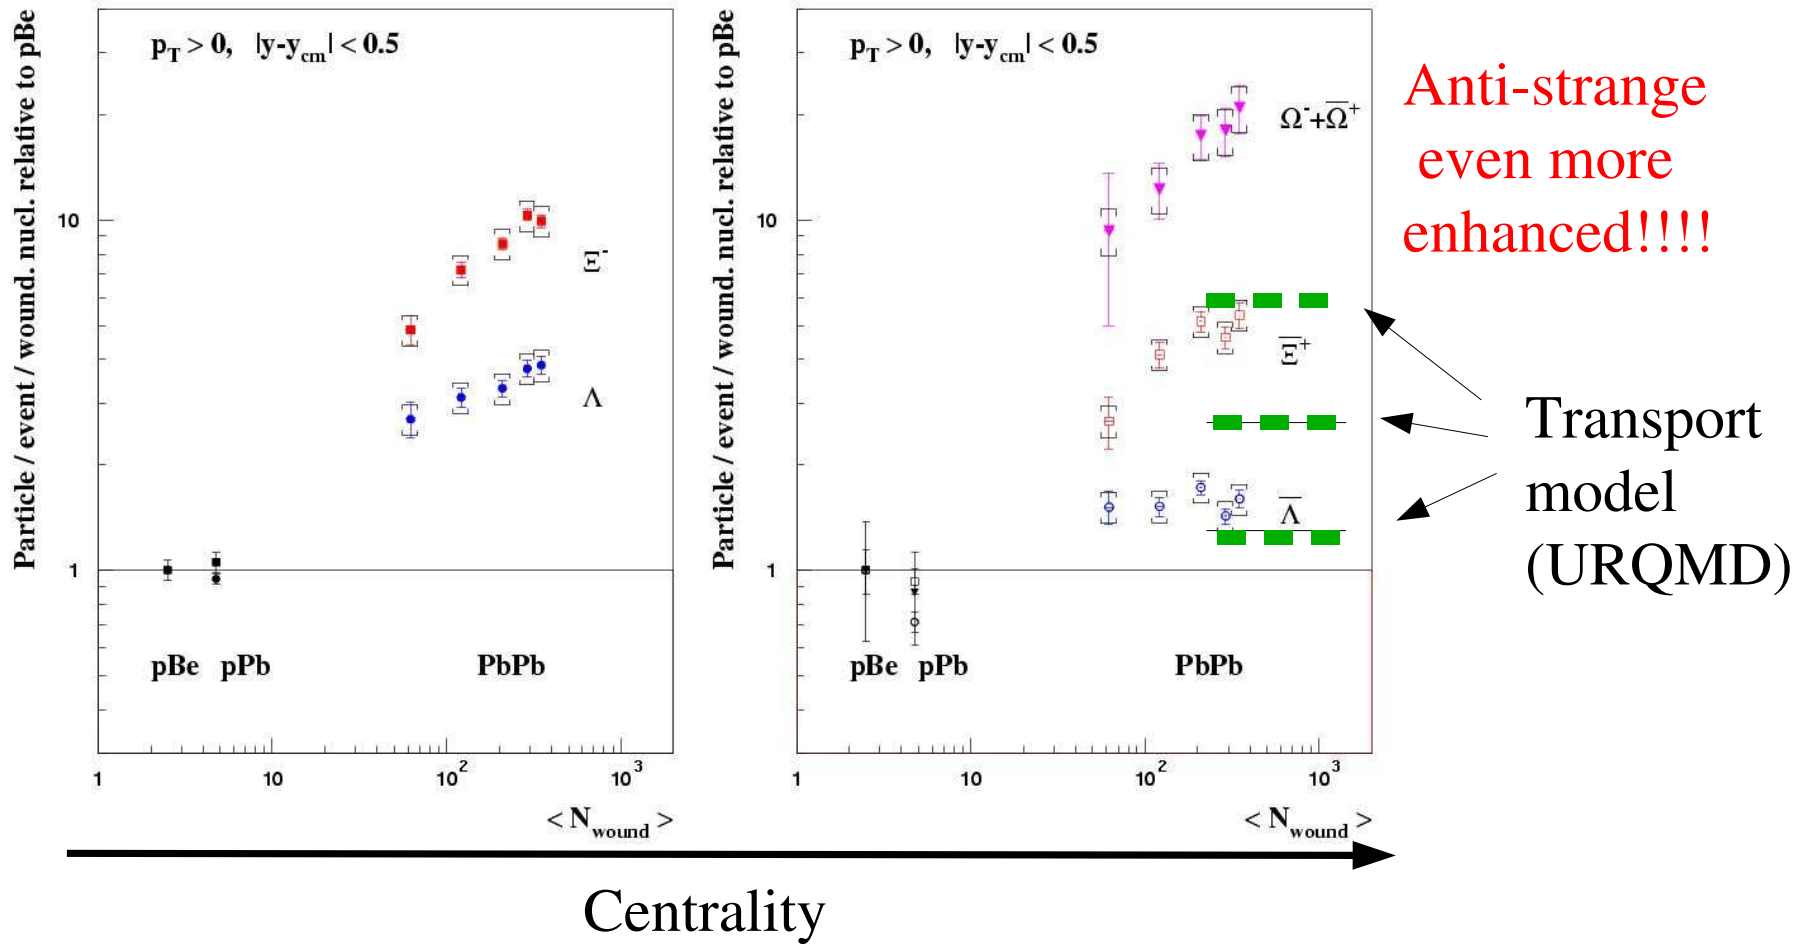 Particle / event / wound. nucl. relative to pBe
p_T > 0, |y-y_cm| < 0.5
10
1
Ξ⁻
Λ
pBe pPb PbPb
1 10 10² 10³
< N_wound >
Particle / event / wound. nucl. relative to pBe
p_T > 0, |y-y_cm| < 0.5
10
1
Ω⁻+Ω̅⁺
Ξ̅⁺
Λ̅
pBe pPb PbPb
1 10 10² 10³
< N_wound >
Anti-strange
even more
enhanced!!!!
Transport
model
(URQMD)
Centrality